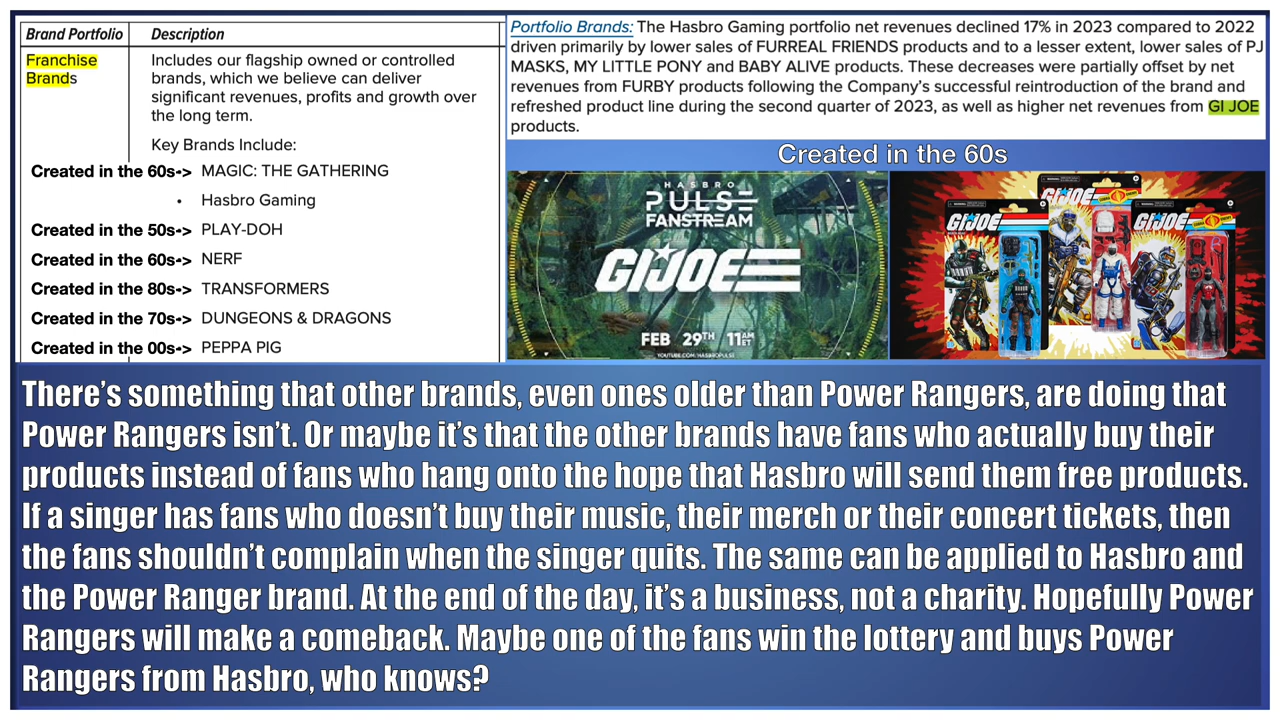 Brand Portfolio Description
Franchise
Brands
Includes our flagship owned or controlled
brands, which we believe can deliver
significant revenues, profits and growth over
the long term.
Key Brands Include:
Created in the 60s-> MAGIC: THE GATHERING
• Hasbro Gaming
Created in the 50s-> PLAY-DOH
Created in the 60s-> NERF
Created in the 80s-> TRANSFORMERS
Created in the 70s-> DUNGEONS & DRAGONS
Created in the 00s-> PEPPA PIG
Portfolio Brands: The Hasbro Gaming portfolio net revenues declined 17% in 2023 compared to 2022
driven primarily by lower sales of FURREAL FRIENDS products and to a lesser extent, lower sales of PJ
MASKS, MY LITTLE PONY and BABY ALIVE products. These decreases were partially offset by net
revenues from FURBY products following the Company's successful reintroduction of the brand and
refreshed product line during the second quarter of 2023, as well as higher net revenues from GI JOE
products.
Created in the 60s
HASBRO
PULSE
FANSTREAM
GIJOE
FEB 29TH 11AM ET
YOUTUBE.COM/HASBROPULSE
GIJOE
GIJOE
GIJOE
There's something that other brands, even ones older than Power Rangers, are doing that
Power Rangers isn't. Or maybe it's that the other brands have fans who actually buy their
products instead of fans who hang onto the hope that Hasbro will send them free products.
If a singer has fans who doesn't buy their music, their merch or their concert tickets, then
the fans shouldn't complain when the singer quits. The same can be applied to Hasbro and
the Power Ranger brand. At the end of the day, it's a business, not a charity. Hopefully Power
Rangers will make a comeback. Maybe one of the fans win the lottery and buys Power
Rangers from Hasbro, who knows?